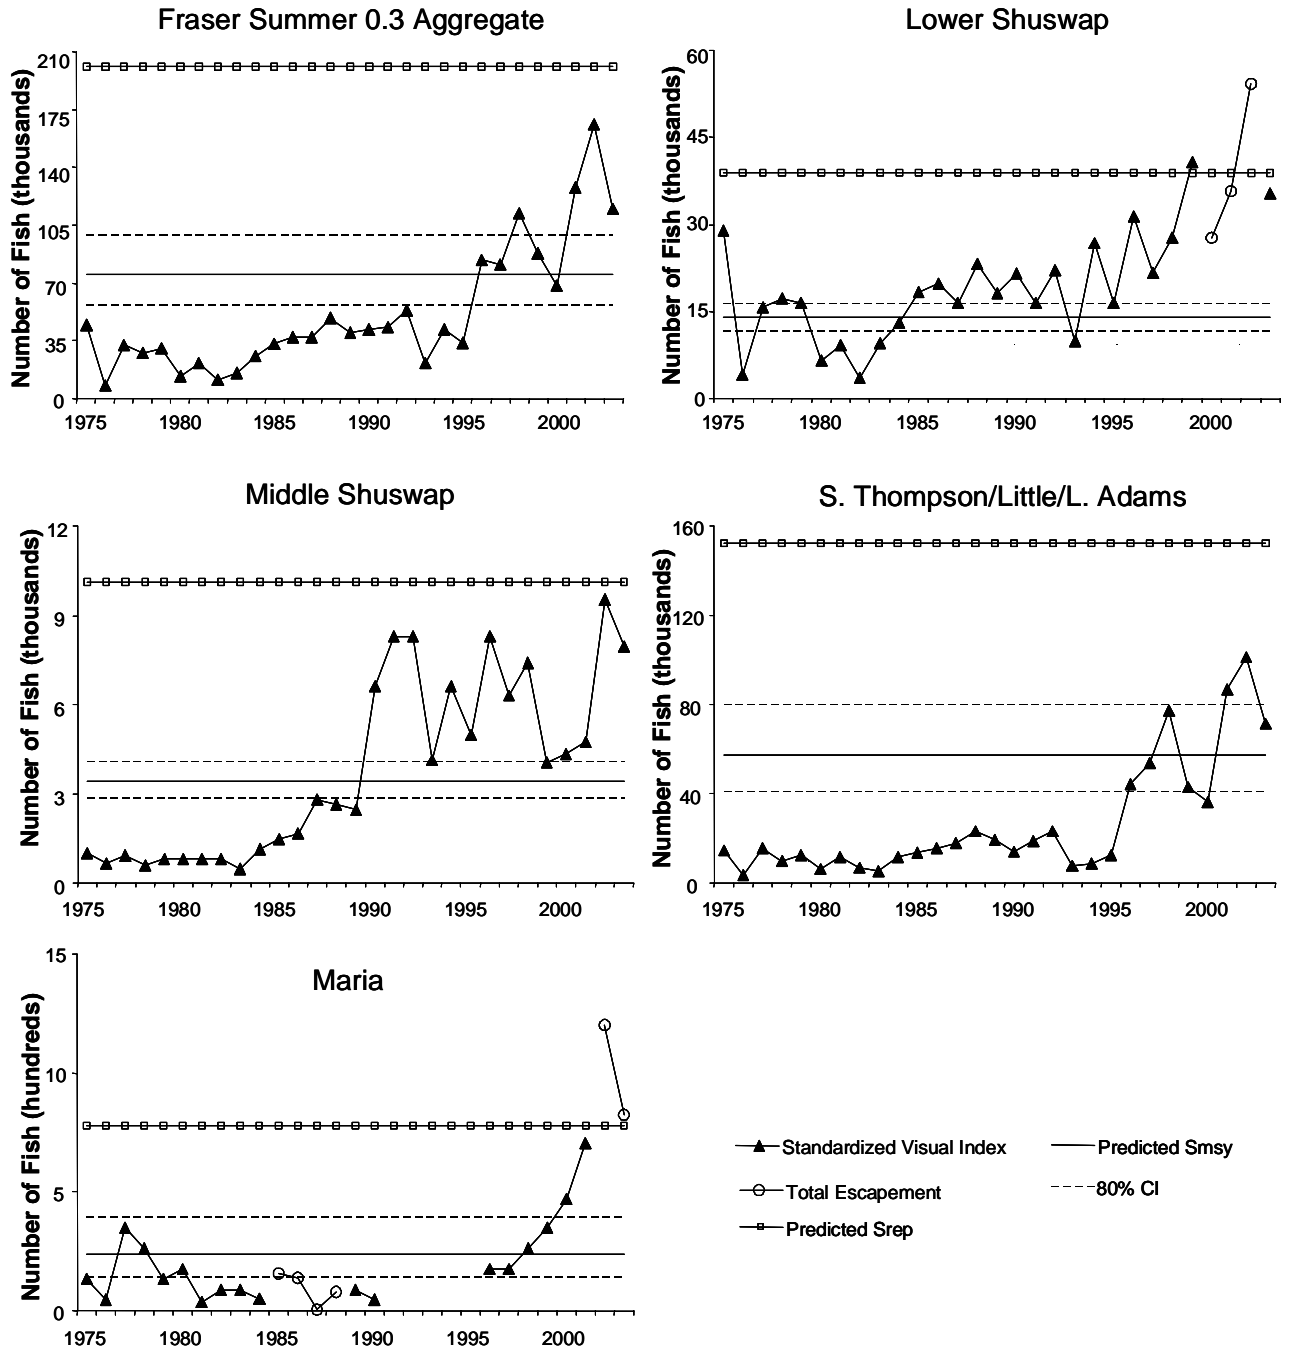 Fraser Summer 0.3 Aggregate
Number of Fish (thousands)
210
175
140
105
70
35
0
1975 1980 1985 1990 1995 2000
Lower Shuswap
Number of Fish (thousands)
60
45
30
15
0
1975 1980 1985 1990 1995 2000
Middle Shuswap
Number of Fish (thousands)
12
9
6
3
0
1975 1980 1985 1990 1995 2000
S. Thompson/Little/L. Adams
Number of Fish (thousands)
160
120
80
40
0
1975 1980 1985 1990 1995 2000
Maria
Number of Fish (hundreds)
15
10
5
0
1975 1980 1985 1990 1995 2000
Standardized Visual Index
Predicted Smsy
Total Escapement
80% CI
Predicted Srep